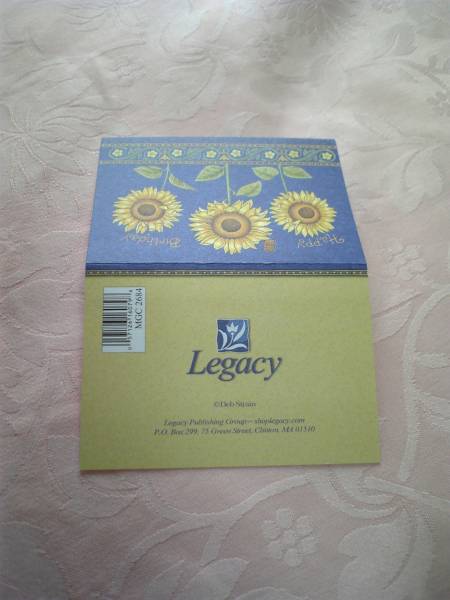 Happy
Birthday
MGC 2684
Legacy
©Deb Strain
Legacy Publishing Group~shoplegacy.com
P.O. Box 299, 75 Green Street, Clinton, MA 01510